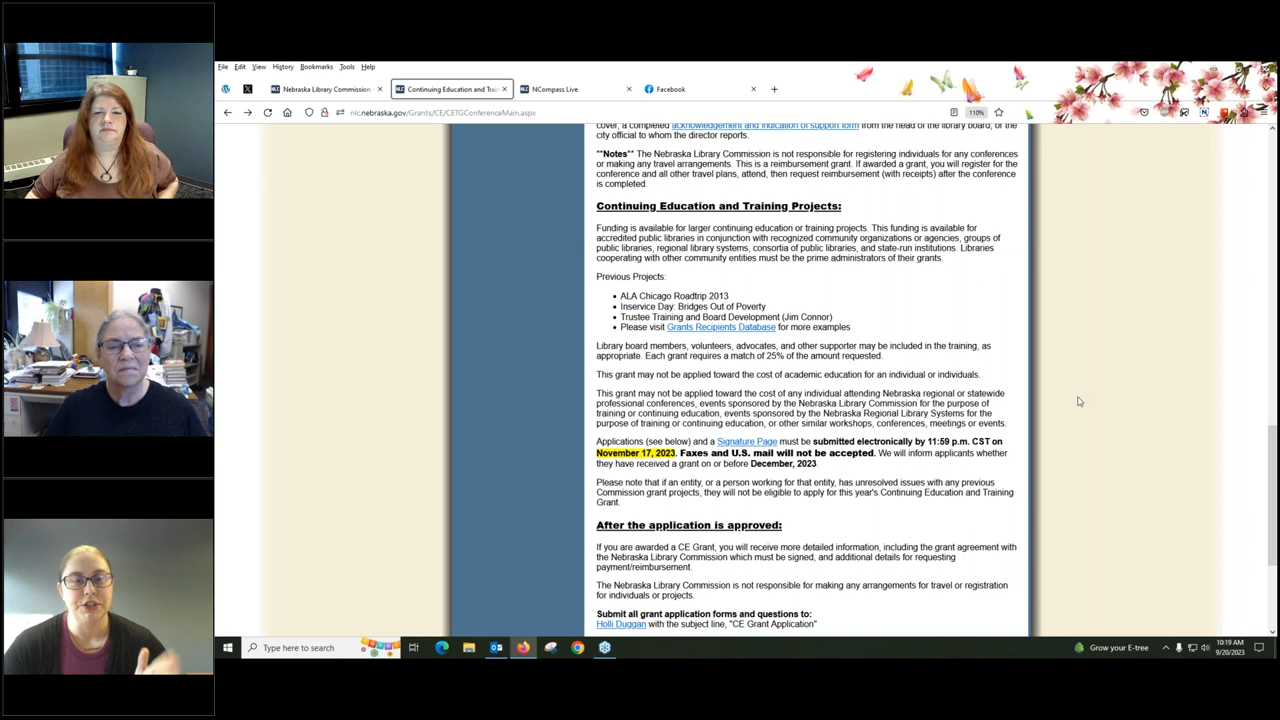 File Edit View History Bookmarks Tools Help
Nebraska Library Commission -
Continuing Education and Train
NCompass Live
Facebook
nlc.nebraska.gov/Grants/CE/CETGConferenceMain.aspx
110%
cover, a completed acknowledgement and indication of support form from the head of the library board, or the
city official to whom the director reports.
**Notes** The Nebraska Library Commission is not responsible for registering individuals for any conferences
or making any travel arrangements. This is a reimbursement grant. If awarded a grant, you will register for the
conference and all other travel plans, attend, then request reimbursement (with receipts) after the conference
is completed.
Continuing Education and Training Projects:
Funding is available for larger continuing education or training projects. This funding is available for
accredited public libraries in conjunction with recognized community organizations or agencies, groups of
public libraries, regional library systems, consortia of public libraries, and state-run institutions. Libraries
cooperating with other community entities must be the prime administrators of their grants.
Previous Projects:
• ALA Chicago Roadtrip 2013
• Inservice Day: Bridges Out of Poverty
• Trustee Training and Board Development (Jim Connor)
• Please visit Grants Recipients Database for more examples
Library board members, volunteers, advocates, and other supporter may be included in the training, as
appropriate. Each grant requires a match of 25% of the amount requested.
This grant may not be applied toward the cost of academic education for an individual or individuals.
This grant may not be applied toward the cost of any individual attending Nebraska regional or statewide
professional conferences, events sponsored by the Nebraska Library Commission for the purpose of
training or continuing education, events sponsored by the Nebraska Regional Library Systems for the
purpose of training or continuing education, or other similar workshops, conferences, meetings or events.
Applications (see below) and a Signature Page must be submitted electronically by 11:59 p.m. CST on
November 17, 2023. Faxes and U.S. mail will not be accepted. We will inform applicants whether
they have received a grant on or before December, 2023.
Please note that if an entity, or a person working for that entity, has unresolved issues with any previous
Commission grant projects, they will not be eligible to apply for this year's Continuing Education and Training
Grant.
After the application is approved:
If you are awarded a CE Grant, you will receive more detailed information, including the grant agreement with
the Nebraska Library Commission which must be signed, and additional details for requesting
payment/reimbursement.
The Nebraska Library Commission is not responsible for making any arrangements for travel or registration
for individuals or projects.
Submit all grant application forms and questions to:
Holli Duggan with the subject line, "CE Grant Application"
Type here to search
Grow your E-tree
10:19 AM
9/20/2023